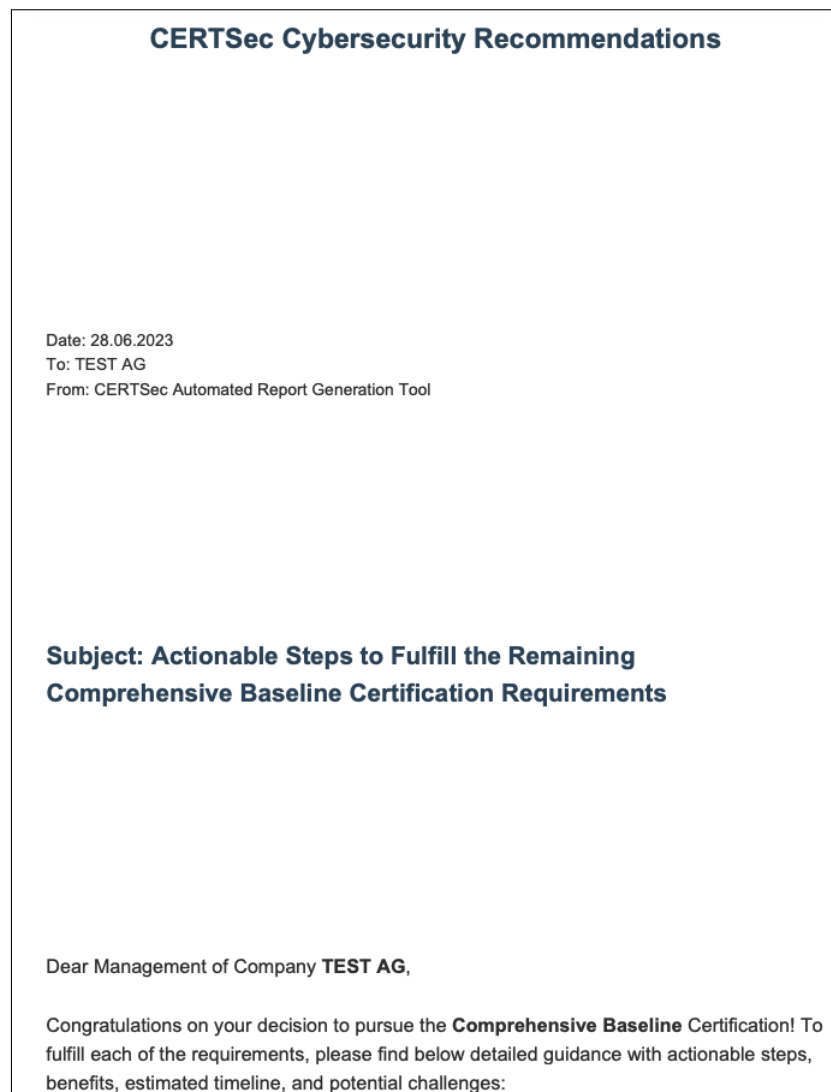 CERTSec Cybersecurity Recommendations
Date: 28.06.2023
To: TEST AG
From: CERTSec Automated Report Generation Tool
Subject: Actionable Steps to Fulfill the Remaining
Comprehensive Baseline Certification Requirements
Dear Management of Company TEST AG,
Congratulations on your decision to pursue the Comprehensive Baseline Certification! To
fulfill each of the requirements, please find below detailed guidance with actionable steps,
benefits, estimated timeline, and potential challenges: